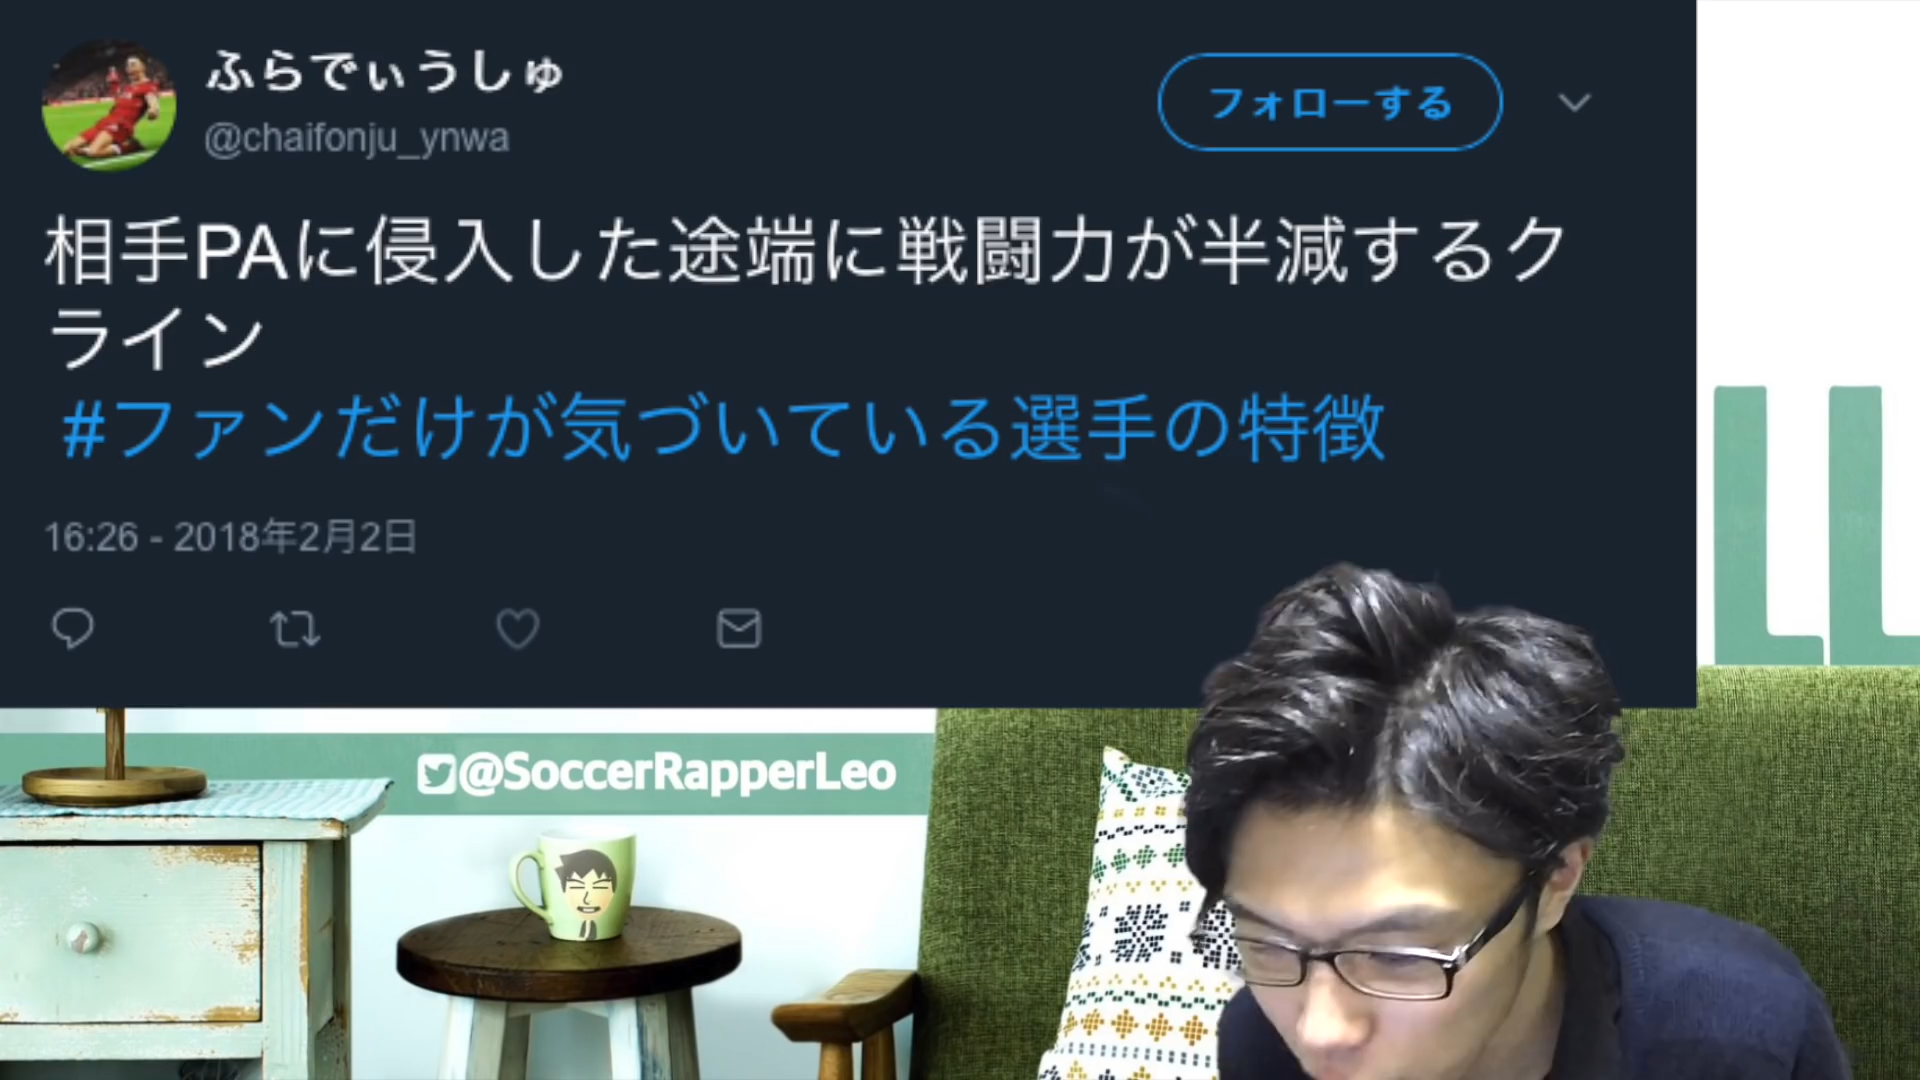 ふらでぃうしゅ
@chaifonju_ynwa
フォローする
相手PAに侵入した途端に戦闘力が半減するク
ライン
#ファンだけが気づいている選手の特徴
16:26 - 2018年2月2日
LL
@SoccerRapperLeo